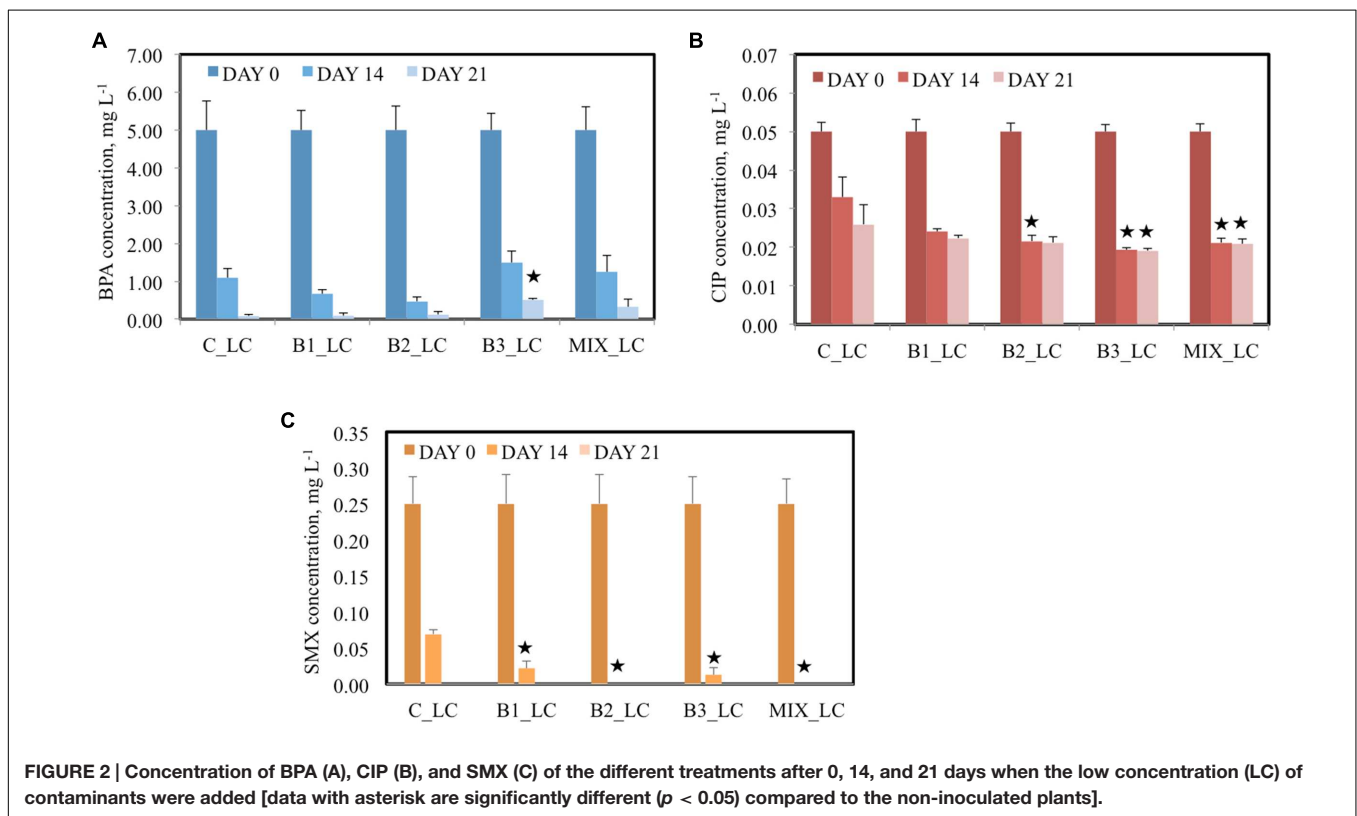 A
7.00
6.00
5.00
4.00
3.00
2.00
1.00
0.00
BPA concentration, mg L-1
DAY 0 DAY 14 DAY 21
C_LC B1_LC B2_LC B3_LC MIX_LC
B
0.07
0.06
0.05
0.04
0.03
0.02
0.01
0.00
CIP concentration, mg L-1
DAY 0 DAY 14 DAY 21
C_LC B1_LC B2_LC B3_LC MIX_LC
C
0.35
0.30
0.25
0.20
0.15
0.10
0.05
0.00
SMX concentration, mg L-1
DAY 0 DAY 14 DAY 21
C_LC B1_LC B2_LC B3_LC MIX_LC
FIGURE 2 | Concentration of BPA (A), CIP (B), and SMX (C) of the different treatments after 0, 14, and 21 days when the low concentration (LC) of
contaminants were added [data with asterisk are significantly different (p < 0.05) compared to the non-inoculated plants].